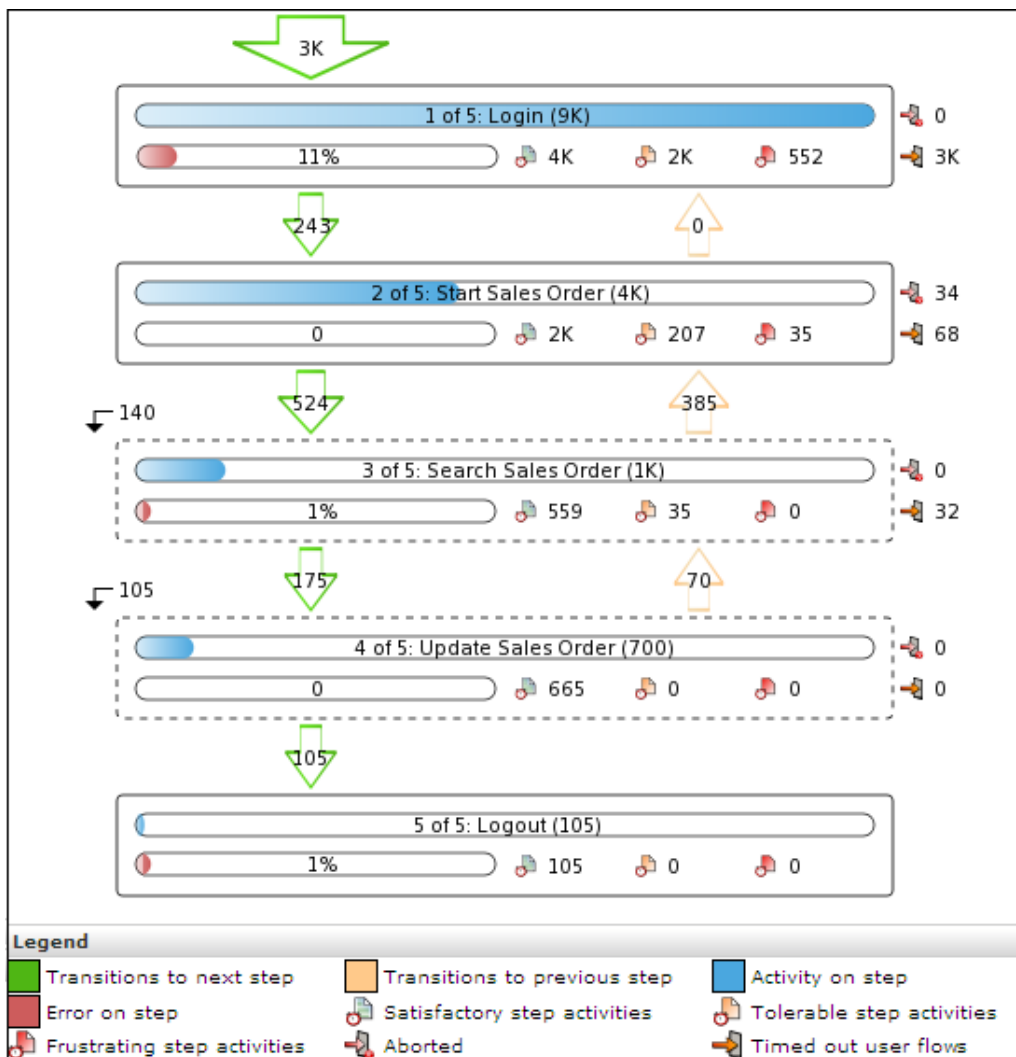 3K
1 of 5: Login (9K)
0
11%
4K
2K
552
3K
243
0
2 of 5: Start Sales Order (4K)
34
0
2K
207
35
68
524
385
140
3 of 5: Search Sales Order (1K)
0
1%
559
35
0
32
175
70
105
4 of 5: Update Sales Order (700)
0
0
665
0
0
0
105
5 of 5: Logout (105)
1%
105
0
0
Legend
Transitions to next step
Transitions to previous step
Activity on step
Error on step
Satisfactory step activities
Tolerable step activities
Frustrating step activities
Aborted
Timed out user flows